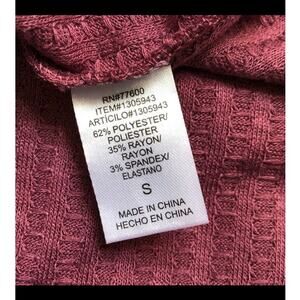 RN#77600
ITEM#1305943
ARTÍCILO#1305943
62% POLYESTER/
POLIESTER
35% RAYON/
RAYON
3% SPANDEX/
ELASTANO
S
MADE IN CHINA
HECHO EN CHINA